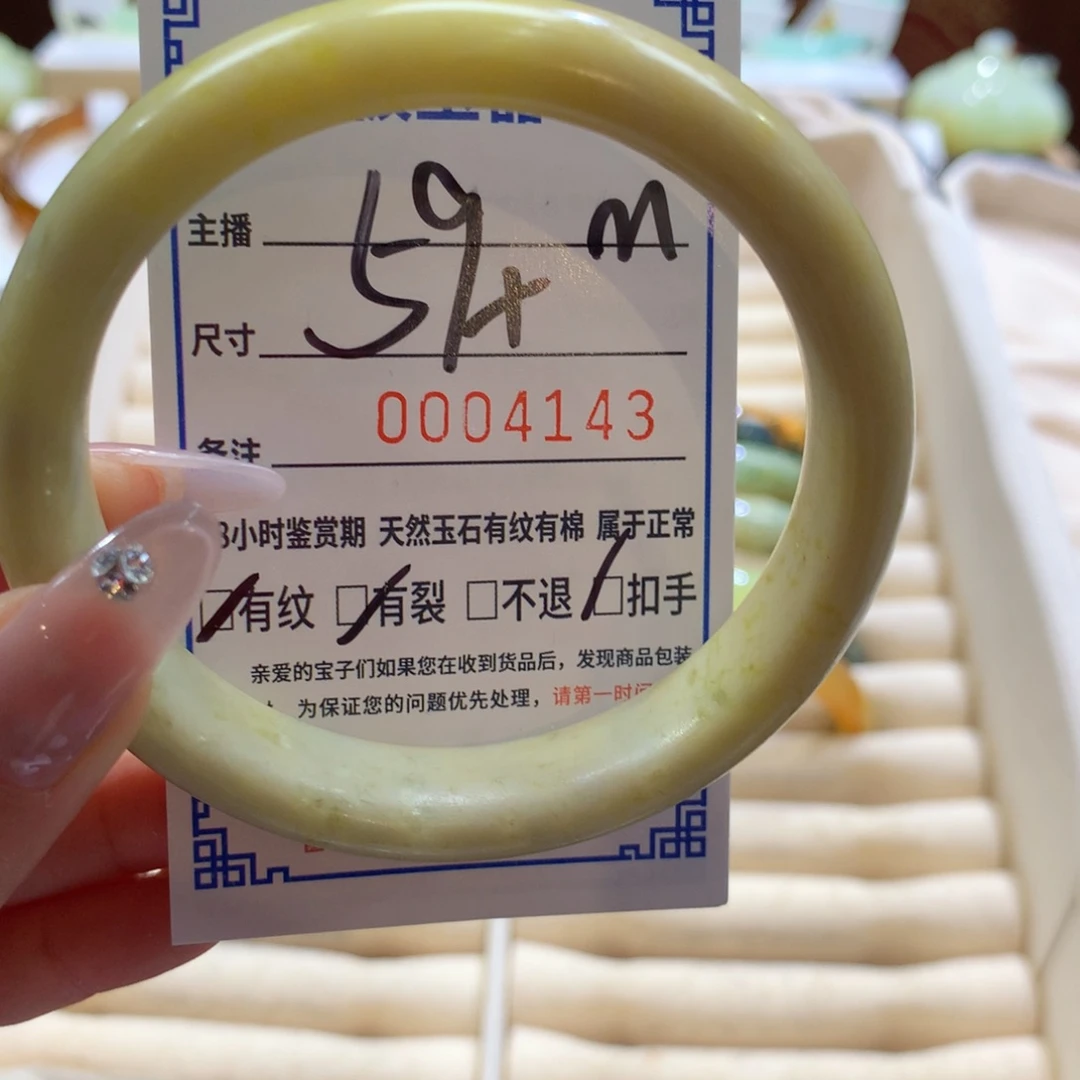 主播 m
尺寸 59+
备注 0004143
8小时鉴赏期 天然玉石有纹有棉 属于正常
□有纹 □有裂 □不退 □扣手
亲爱的宝子们如果您在收到货品后，发现商品包装
为保证您的问题优先处理，请第一时间